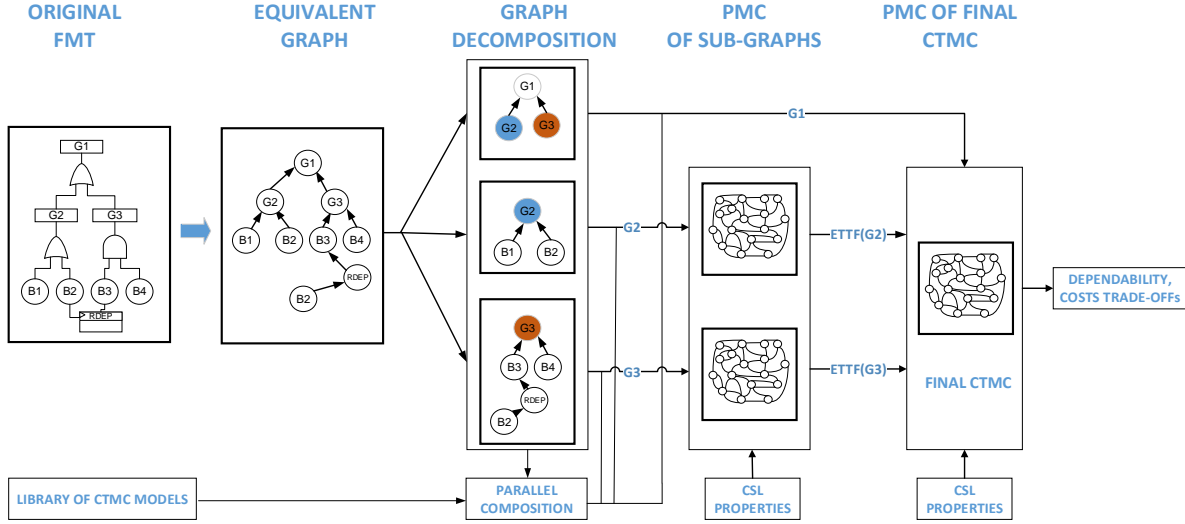 ORIGINAL
FMT
EQUIVALENT
GRAPH
GRAPH
DECOMPOSITION
PMC
OF SUB-GRAPHS
PMC OF FINAL
CTMC
G1
G2
G3
B1
B2
B3
B4
RDEP
G1
G2
G3
B1
B2
B3
B4
RDEP
B2
G1
G2
G3
G2
B1
B2
G3
B3
B4
RDEP
B2
G1
G2
G3
ETTF(G2)
ETTF(G3)
FINAL CTMC
DEPENDABILITY,
COSTS TRADE-OFFs
LIBRARY OF CTMC MODELS
PARALLEL
COMPOSITION
CSL
PROPERTIES
CSL
PROPERTIES